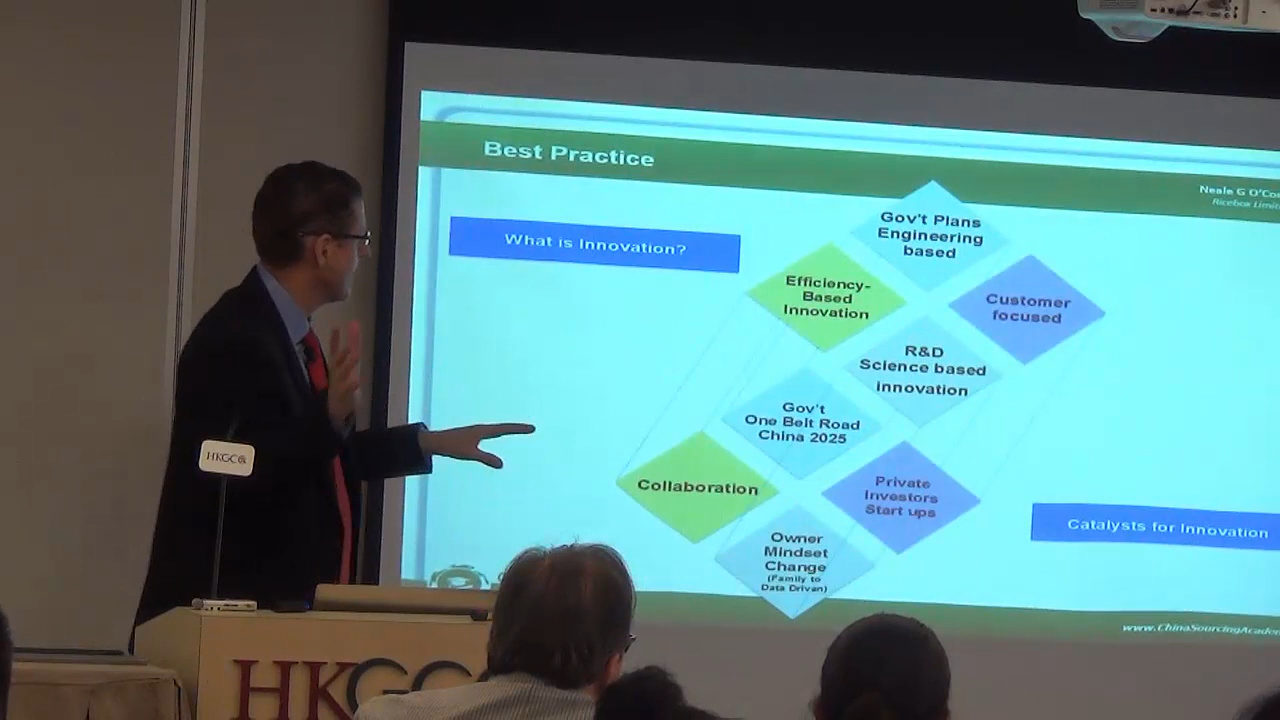 Best Practice
Neale G O'Co
Ricebox Limit
What is Innovation?
Gov't Plans
Engineering
based
Efficiency-
Based
Innovation
Customer
focused
R&D
Science based
innovation
Gov't
One Belt Road
China 2025
Collaboration
Private
Investors
Start ups
Owner
Mindset
Change
(Family to
Data Driven)
Catalysts for Innovation
www.ChinaSourcingAcade
HKGCC
HKGC